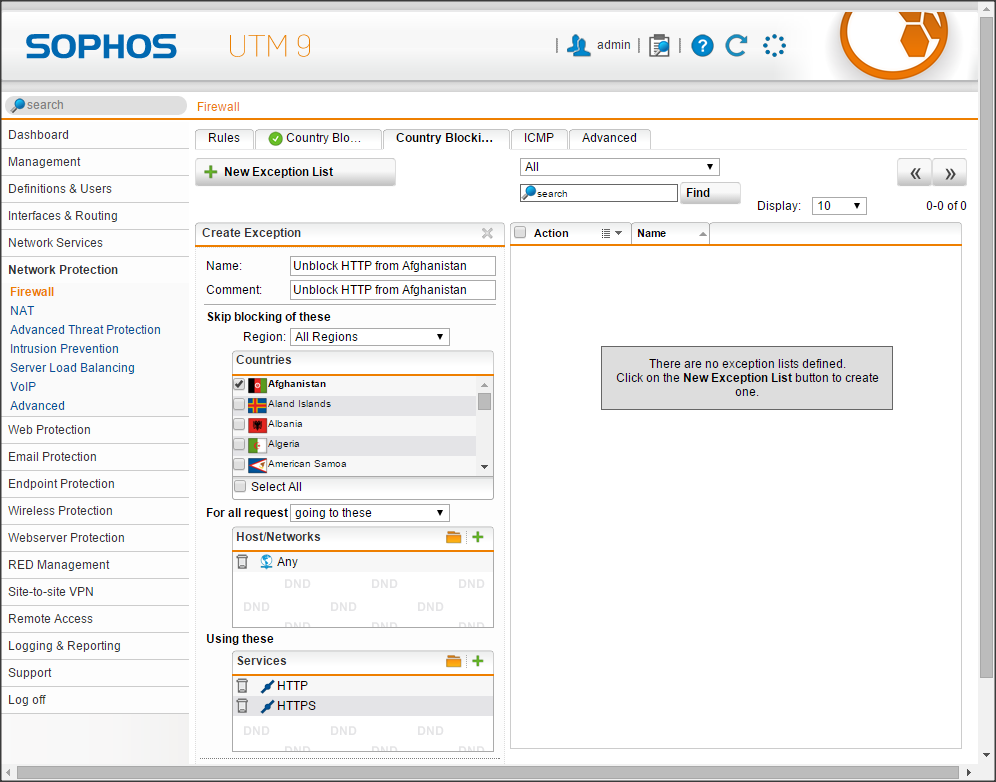 SOPHOS UTM 9 | admin | |
search
Firewall
Dashboard
Management
Definitions & Users
Interfaces & Routing
Network Services
Network Protection
Firewall
NAT
Advanced Threat Protection
Intrusion Prevention
Server Load Balancing
VoIP
Advanced
Web Protection
Email Protection
Endpoint Protection
Wireless Protection
Webserver Protection
RED Management
Site-to-site VPN
Remote Access
Logging & Reporting
Support
Log off
Rules Country Blo... Country Blocki... ICMP Advanced
New Exception List
All
search Find
Display: 10 0-0 of 0
Create Exception
Name: Unblock HTTP from Afghanistan
Comment: Unblock HTTP from Afghanistan
Skip blocking of these
Region: All Regions
Countries
Afghanistan
Aland Islands
Albania
Algeria
American Samoa
Select All
For all request going to these
Host/Networks
Any
DND DND DND
DND DND DND
DND DND DND
Using these
Services
HTTP
HTTPS
DND DND DND
DND DND DND
Action Name
There are no exception lists defined.
Click on the New Exception List button to create
one.